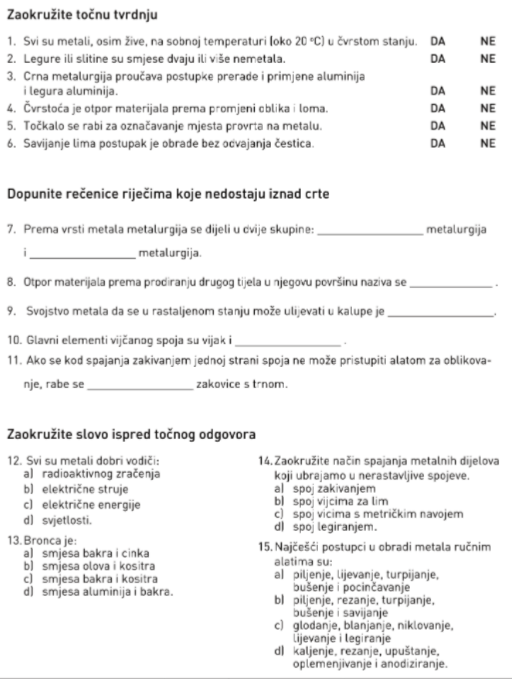 Zaokružite točnu tvrdnju
1. Svi su metali, osim žive, na sobnoj temperaturi (oko 20 °C) u čvrstom stanju. DA NE
2. Legure ili slitine su smjese dvaju ili više nemetala. DA NE
3. Crna metalurgija proučava postupke prerade i primjene aluminija
i legura aluminija. DA NE
4. Čvrstoća je otpor materijala prema promjeni oblika i loma. DA NE
5. Točkalo se rabi za označavanje mjesta provrta na metalu. DA NE
6. Savijanje lima postupak je obrade bez odvajanja čestica. DA NE
Dopunite rečenice riječima koje nedostaju iznad crte
7. Prema vrsti metala metalurgija se dijeli u dvije skupine: ____________ metalurgija
i ____________ metalurgija.
8. Otpor materijala prema prodiranju drugog tijela u njegovu površinu naziva se ____________ .
9. Svojstvo metala da se u rastaljenom stanju može ulijevati u kalupe je ____________.
10. Glavni elementi vijčanog spoja su vijak i ____________ .
11. Ako se kod spajanja zakivanjem jednoj strani spoja ne može pristupiti alatom za oblikova-
nje, rabe se ____________ zakovice s trnom.
Zaokružite slovo ispred točnog odgovora
12. Svi su metali dobri vodiči:
a) radioaktivnog zračenja
b) električne struje
c) električne energije
d) svjetlosti.
13. Bronca je:
a) smjesa bakra i cinka
b) smjesa olova i kositra
c) smjesa bakra i kositra
d) smjesa aluminija i bakra.
14. Zaokružite način spajanja metalnih dijelova
koji ubrajamo u nerastavljive spojeve.
a) spoj zakivanjem
b) spoj vijcima za lim
c) spoj vicima s metričkim navojem
d) spoj legiranjem.
15. Najčešći postupci u obradi metala ručnim
alatima su:
a) piljenje, lijevanje, turpijanje,
bušenje i pocinčavanje
b) piljenje, rezanje, turpijanje,
bušenje i savijanje
c) glodanje, blanjanje, niklovanje,
lijevanje i legiranje
d) kaljenje, rezanje, upuštanje,
oplemenjivanje i anodiziranje.